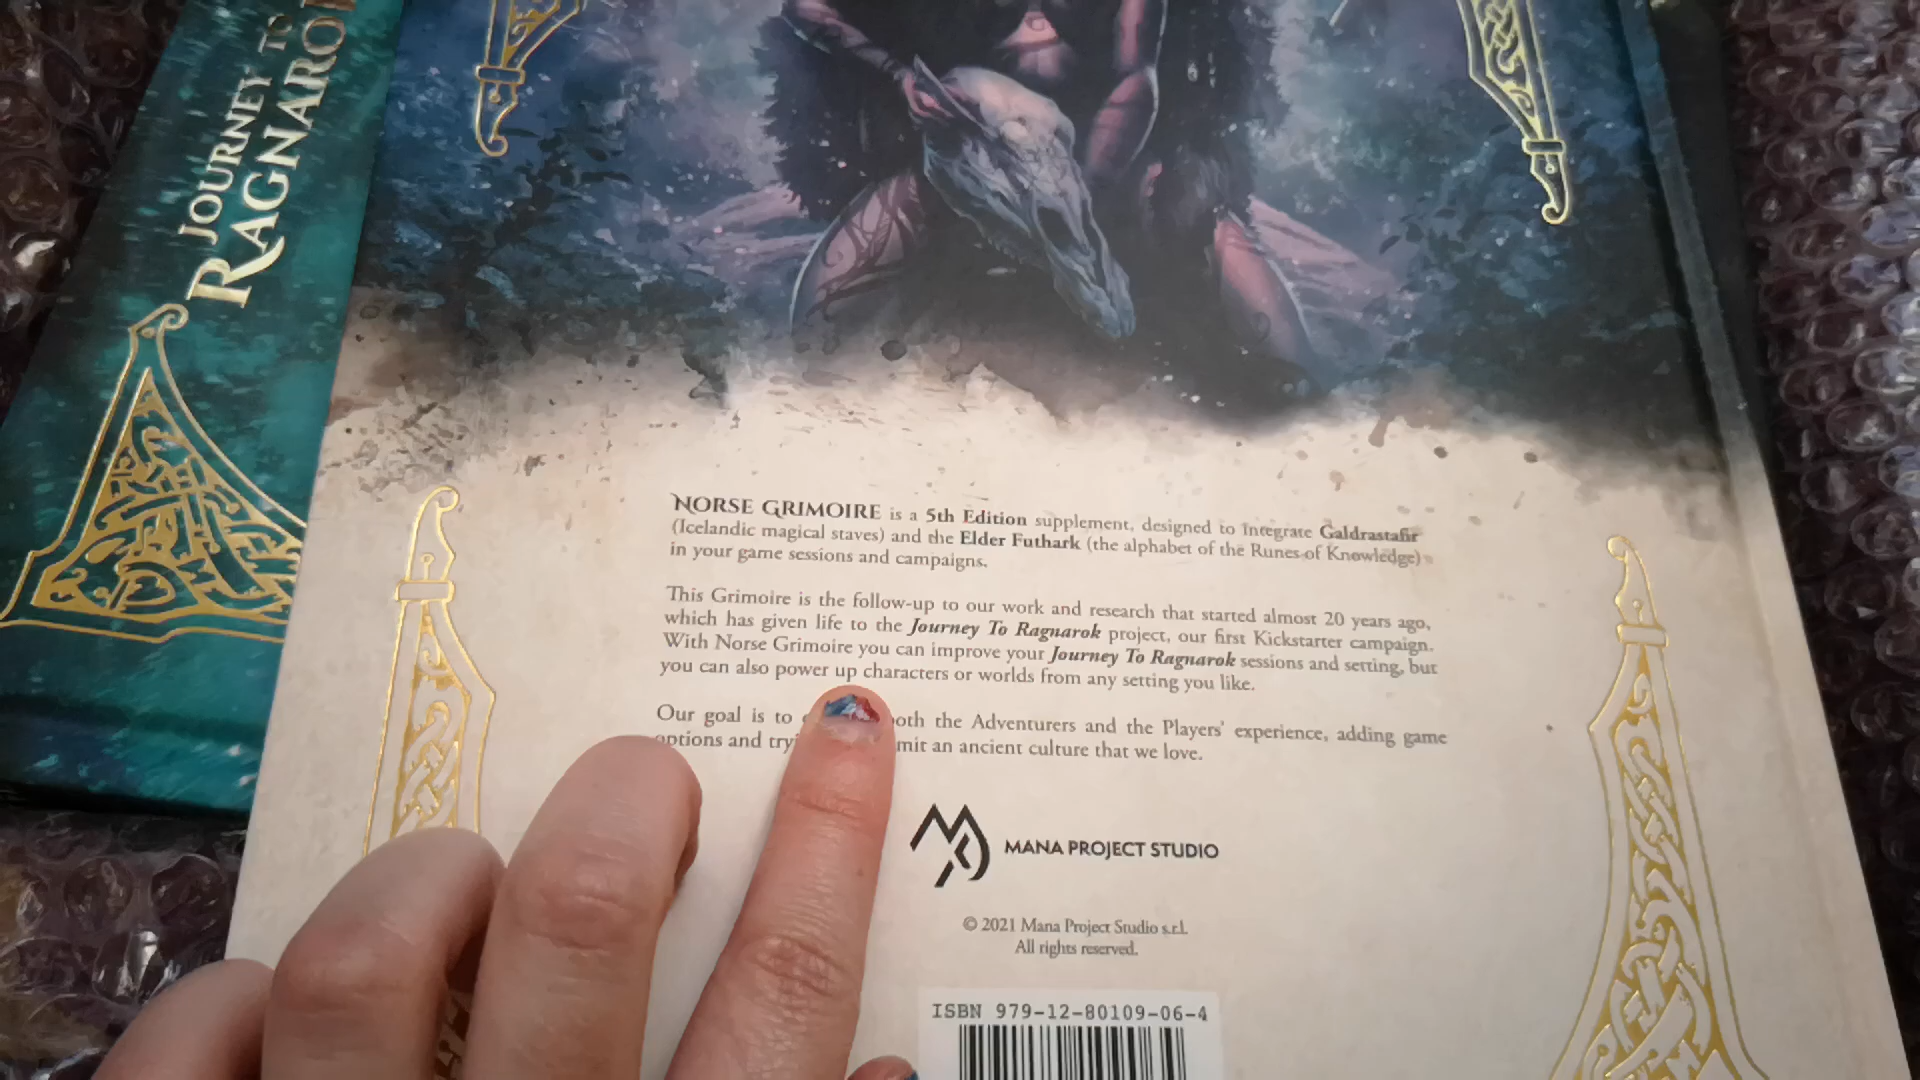 JOURNEY TO
RAGNAROK
NORSE GRIMOIRE is a 5th Edition supplement, designed to integrate Galdrastafir
(Icelandic magical staves) and the Elder Futhark (the alphabet of the Runes of Knowledge)
in your game sessions and campaigns.
This Grimoire is the follow-up to our work and research that started almost 20 years ago,
which has given life to the Journey To Ragnarok project, our first Kickstarter campaign.
With Norse Grimoire you can improve your Journey To Ragnarok sessions and setting, but
you can also power up characters or worlds from any setting you like.
Our goal is to both the Adventurers and the Players' experience, adding game
options and an ancient culture that we love.
MANA PROJECT STUDIO
© 2021 Mana Project Studio s.r.l.
All rights reserved.
ISBN 979-12-80109-06-4